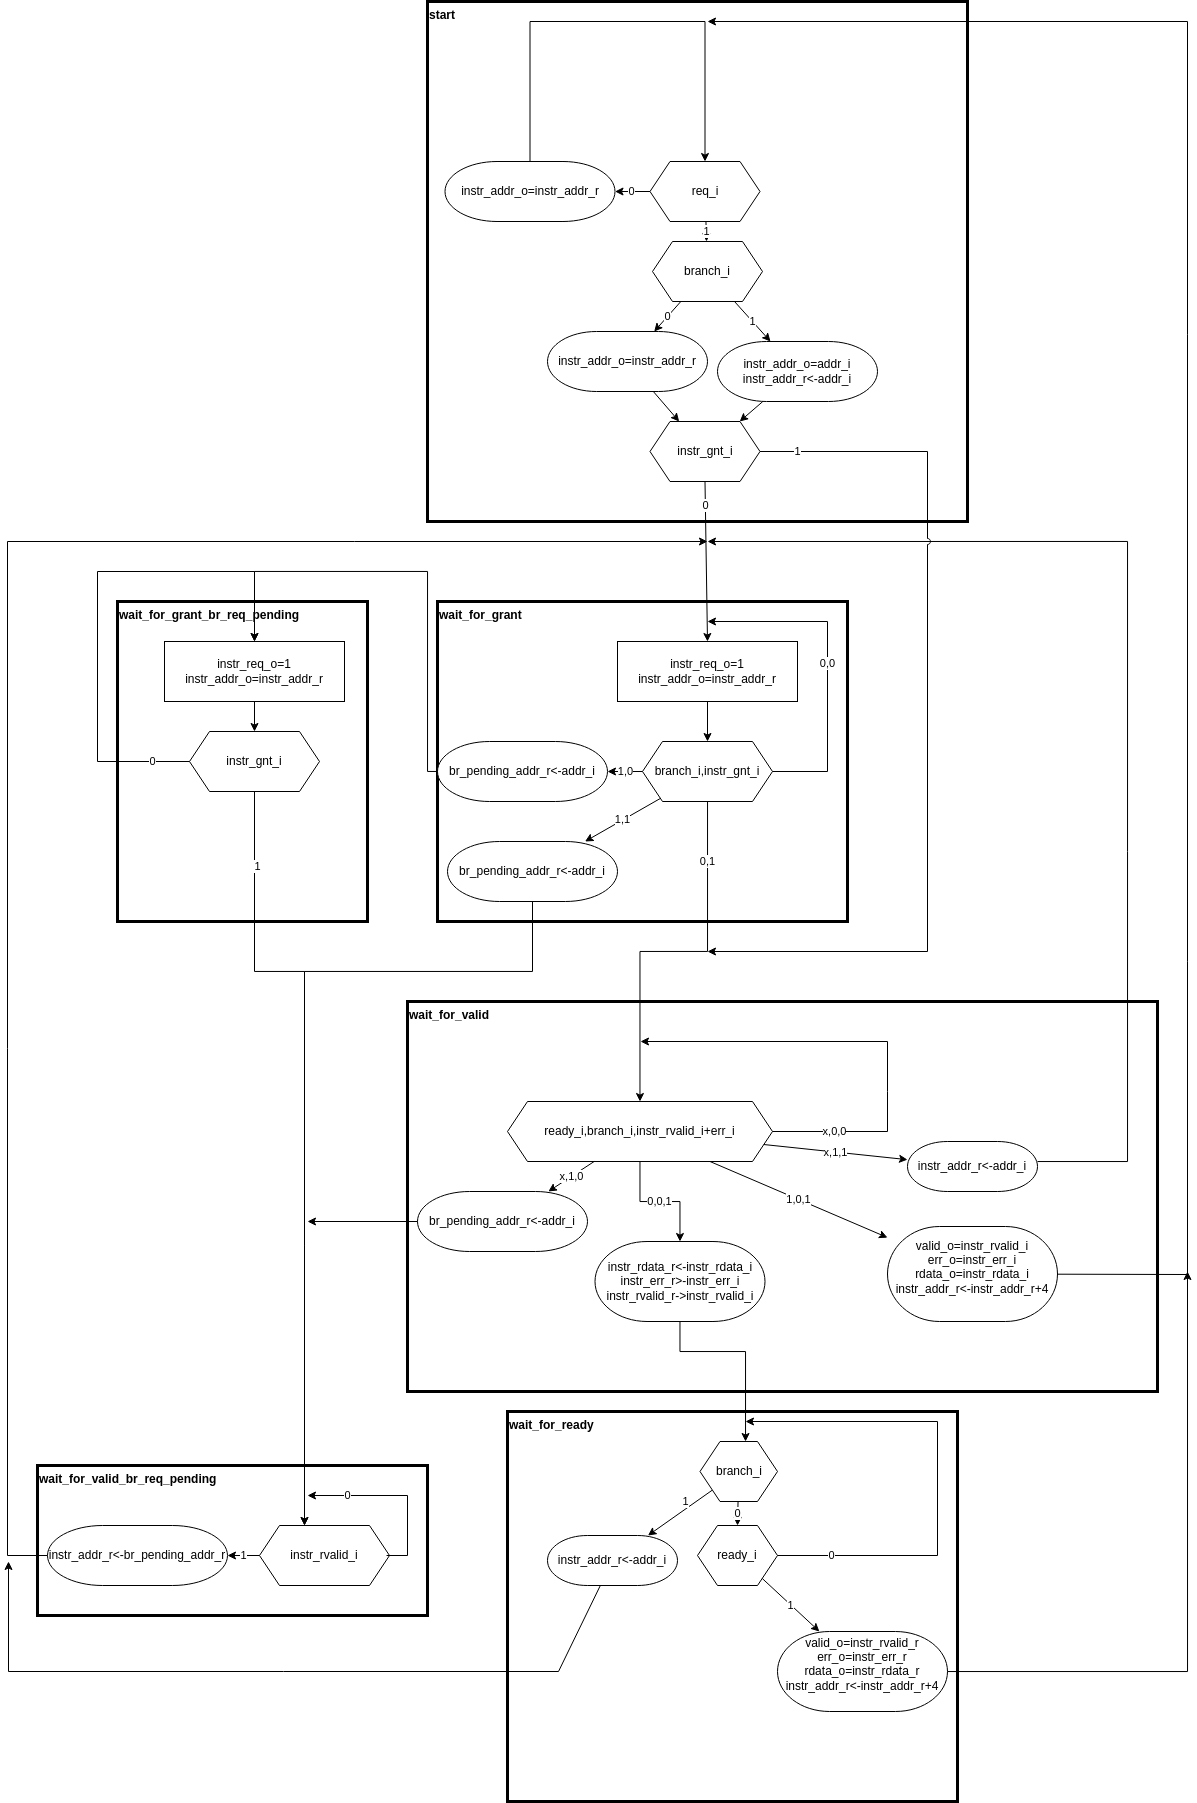 start
instr_addr_o=instr_addr_r
0
req_i
1
branch_i
0
1
instr_addr_o=instr_addr_r
instr_addr_o=addr_i
instr_addr_r<-addr_i
instr_gnt_i
1
0
wait_for_grant_br_req_pending
instr_req_o=1
instr_addr_o=instr_addr_r
0
instr_gnt_i
1
wait_for_grant
instr_req_o=1
instr_addr_o=instr_addr_r
0,0
br_pending_addr_r<-addr_i
1,0
branch_i,instr_gnt_i
1,1
0,1
br_pending_addr_r<-addr_i
wait_for_valid
ready_i,branch_i,instr_rvalid_i+err_i
x,0,0
x,1,1
instr_addr_r<-addr_i
x,1,0
0,0,1
1,0,1
br_pending_addr_r<-addr_i
instr_rdata_r<-instr_rdata_i
instr_err_r>-instr_err_i
instr_rvalid_r->instr_rvalid_i
valid_o=instr_rvalid_i
err_o=instr_err_i
rdata_o=instr_rdata_i
instr_addr_r<-instr_addr_r+4
wait_for_ready
branch_i
1
0
instr_addr_r<-addr_i
ready_i
0
1
valid_o=instr_rvalid_r
err_o=instr_err_r
rdata_o=instr_rdata_r
instr_addr_r<-instr_addr_r+4
wait_for_valid_br_req_pending
0
instr_addr_r<-br_pending_addr_r
1
instr_rvalid_i